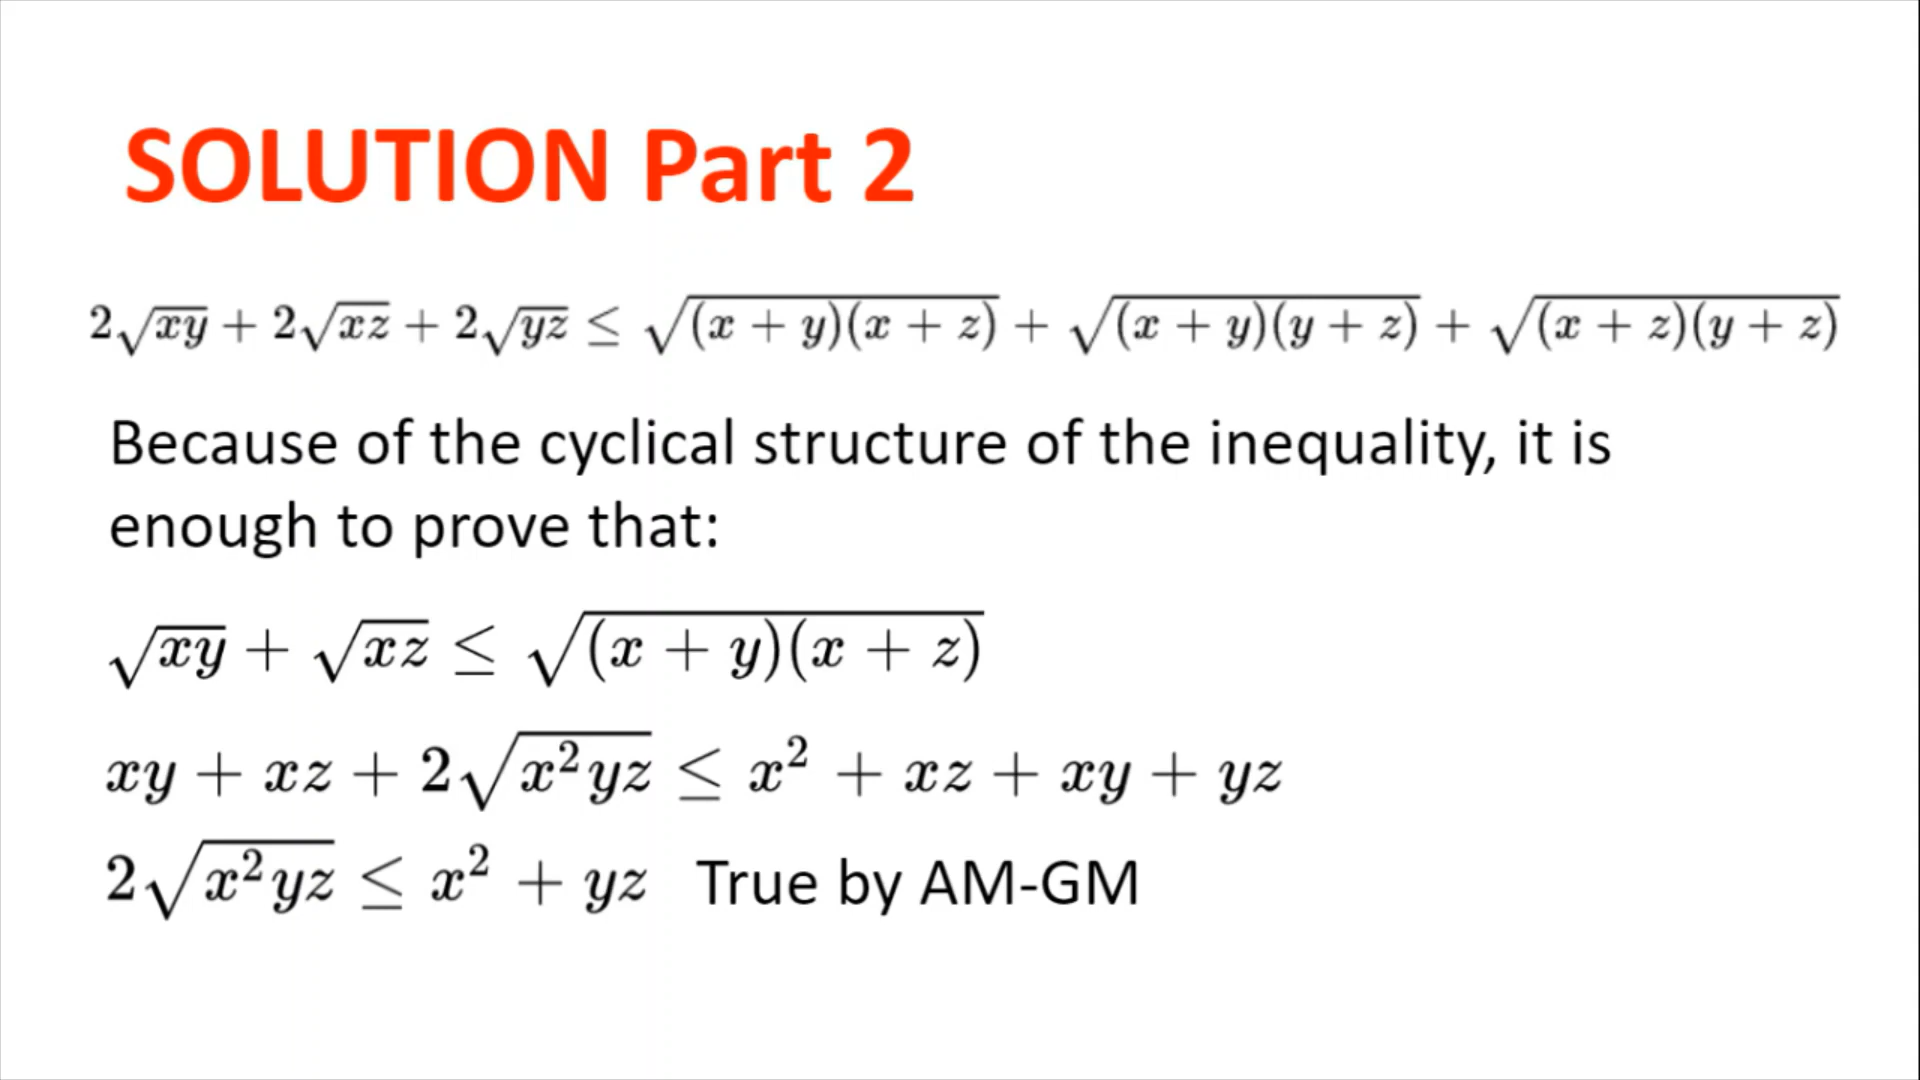 SOLUTION Part 2
2√xy + 2√xz + 2√yz ≤ √(x + y)(x + z) + √(x + y)(y + z) + √(x + z)(y + z)
Because of the cyclical structure of the inequality, it is
enough to prove that:
√xy + √xz ≤ √(x + y)(x + z)
xy + xz + 2√x²yz ≤ x² + xz + xy + yz
2√x²yz ≤ x² + yz True by AM-GM